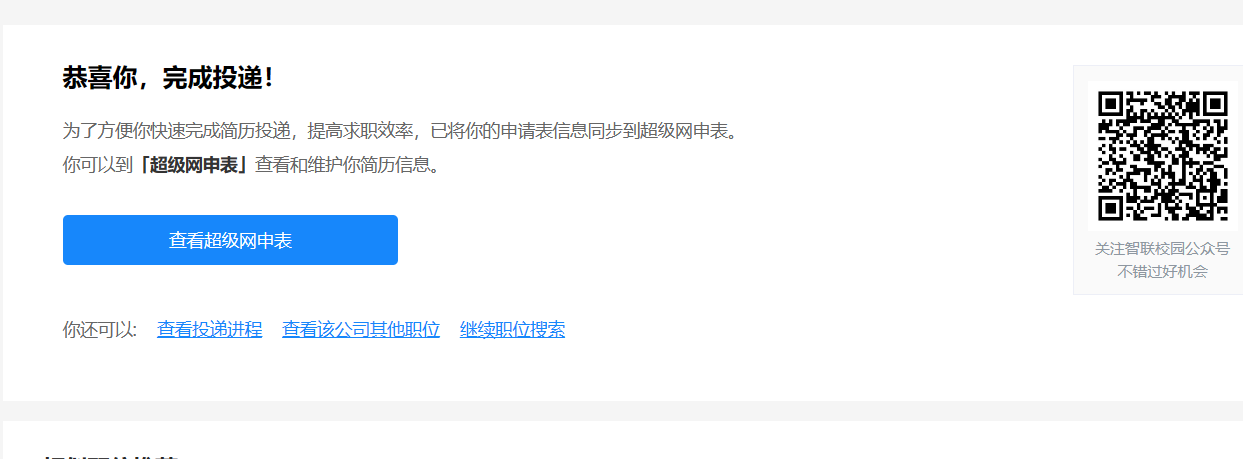 恭喜你，完成投递！
为了方便你快速完成简历投递，提高求职效率，已将你的申请表信息同步到超级网申表。
你可以到「超级网申表」查看和维护你简历信息。
查看超级网申表
你还可以: 查看投递进程 查看该公司其他职位 继续职位搜索
关注智联校园公众号
不错过好机会